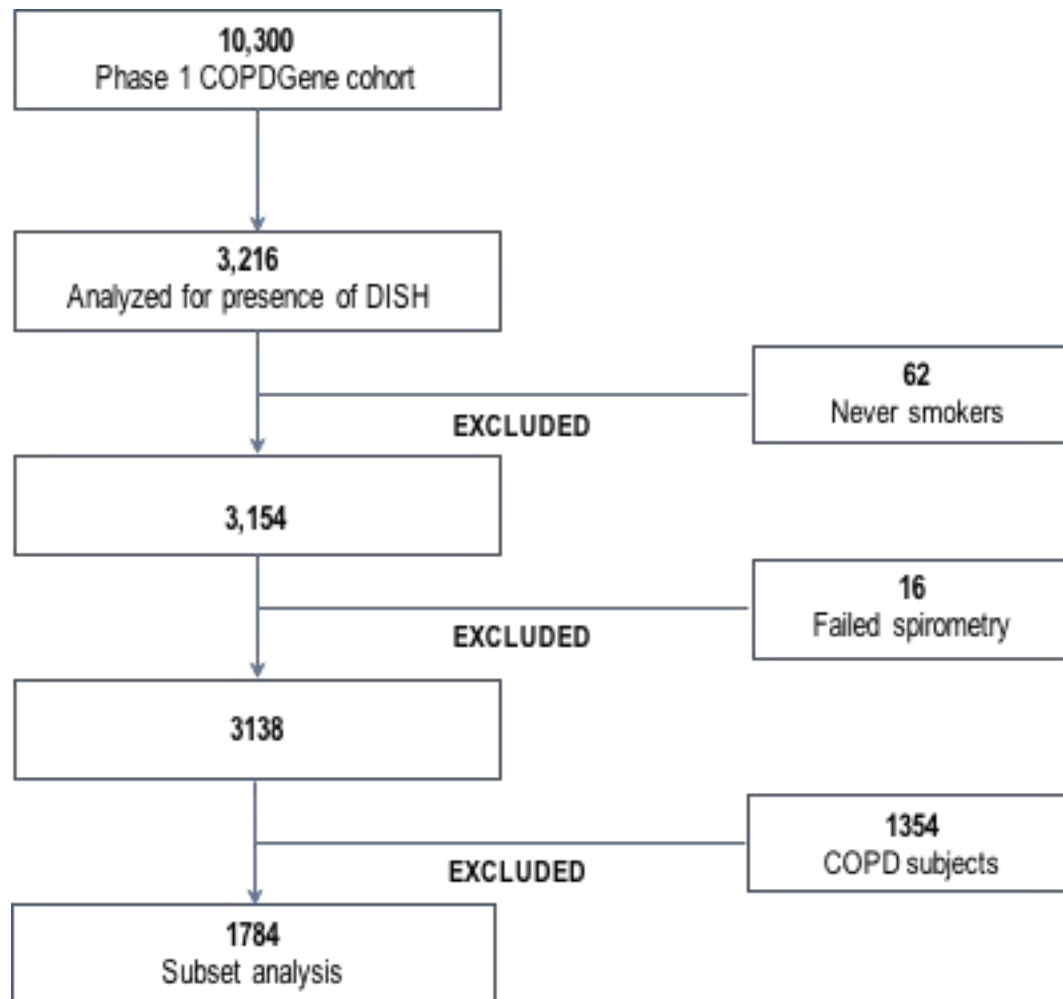 10,300
Phase 1 COPDGene cohort
3,216
Analyzed for presence of DISH
62
Never smokers
EXCLUDED
3,154
16
Failed spirometry
EXCLUDED
3138
1354
COPD subjects
EXCLUDED
1784
Subset analysis